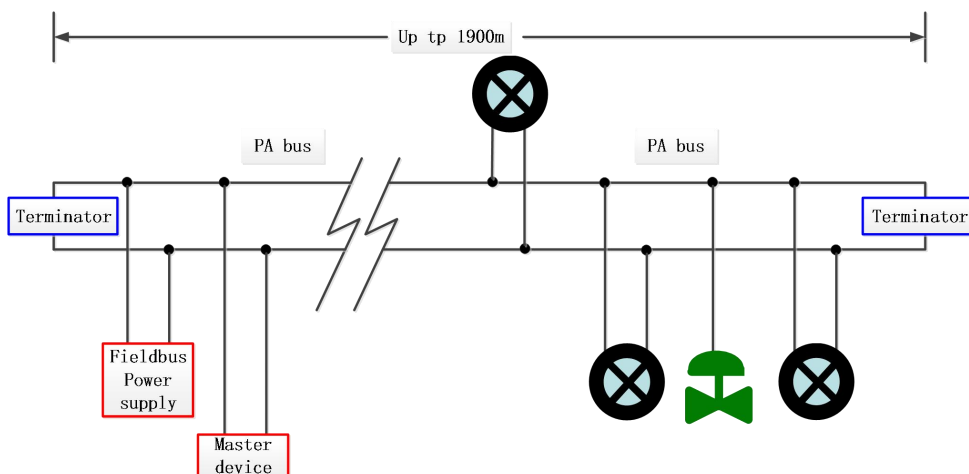 Up tp 1900m
PA bus
PA bus
Terminator
Terminator
Fieldbus
Power
supply
Master
device